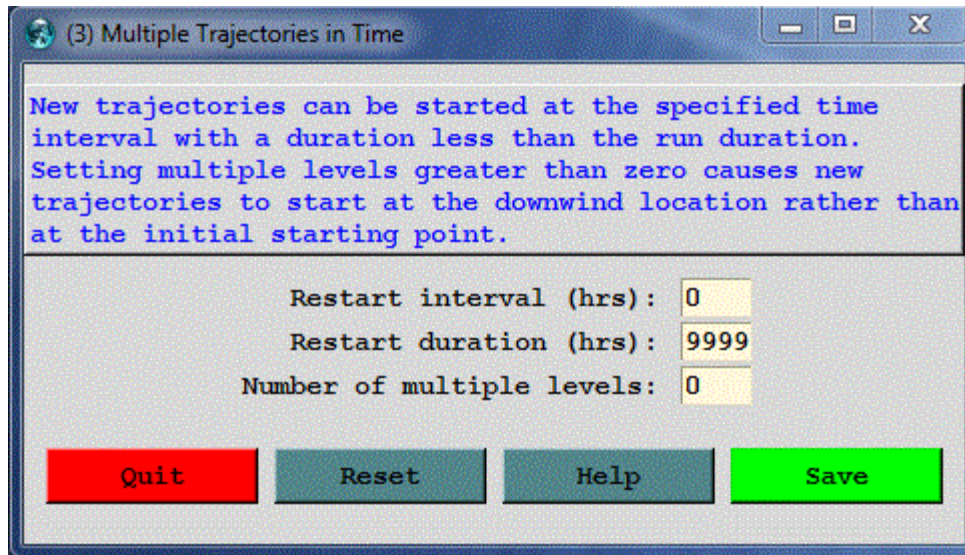 (3) Multiple Trajectories in Time
New trajectories can be started at the specified time
interval with a duration less than the run duration.
Setting multiple levels greater than zero causes new
trajectories to start at the downwind location rather than
at the initial starting point.
Restart interval (hrs): 0
Restart duration (hrs): 9999
Number of multiple levels: 0
Quit Reset Help Save